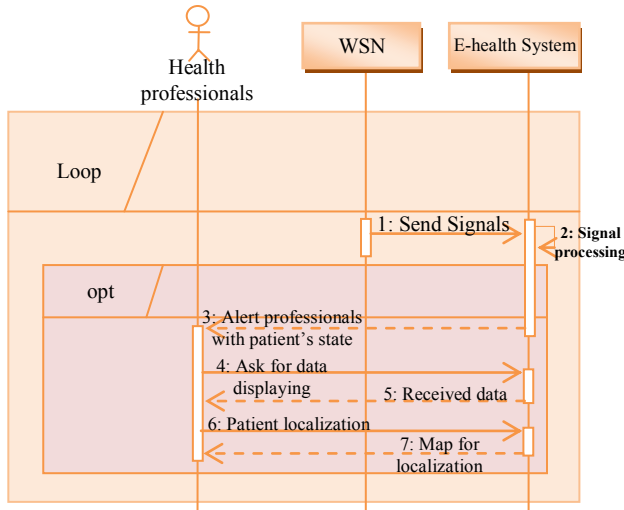 WSN
E-health System
Health
professionals
Loop
1: Send Signals
2: Signal
processing
opt
3: Alert professionals
with patient's state
4: Ask for data
displaying
5: Received data
6: Patient localization
7: Map for
localization